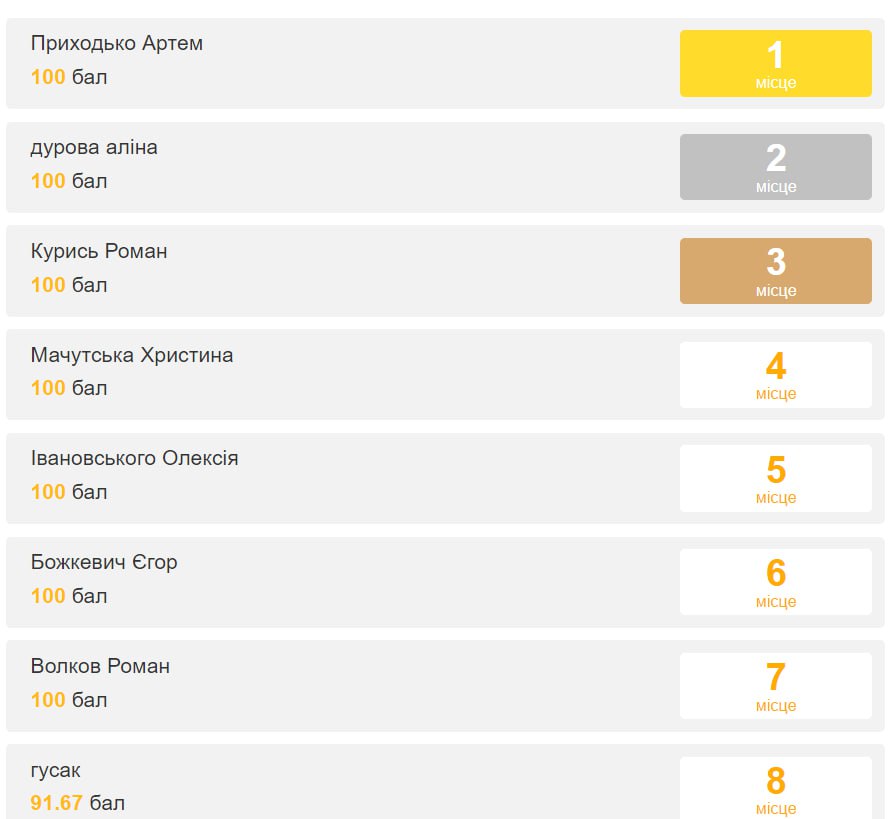 Приходько Артем
100 бал
1
місце
дурова аліна
100 бал
2
місце
Курись Роман
100 бал
3
місце
Мачутська Христина
100 бал
4
місце
Івановського Олексія
100 бал
5
місце
Божкевич Єгор
100 бал
6
місце
Волков Роман
100 бал
7
місце
гусак
91.67 бал
8
місце